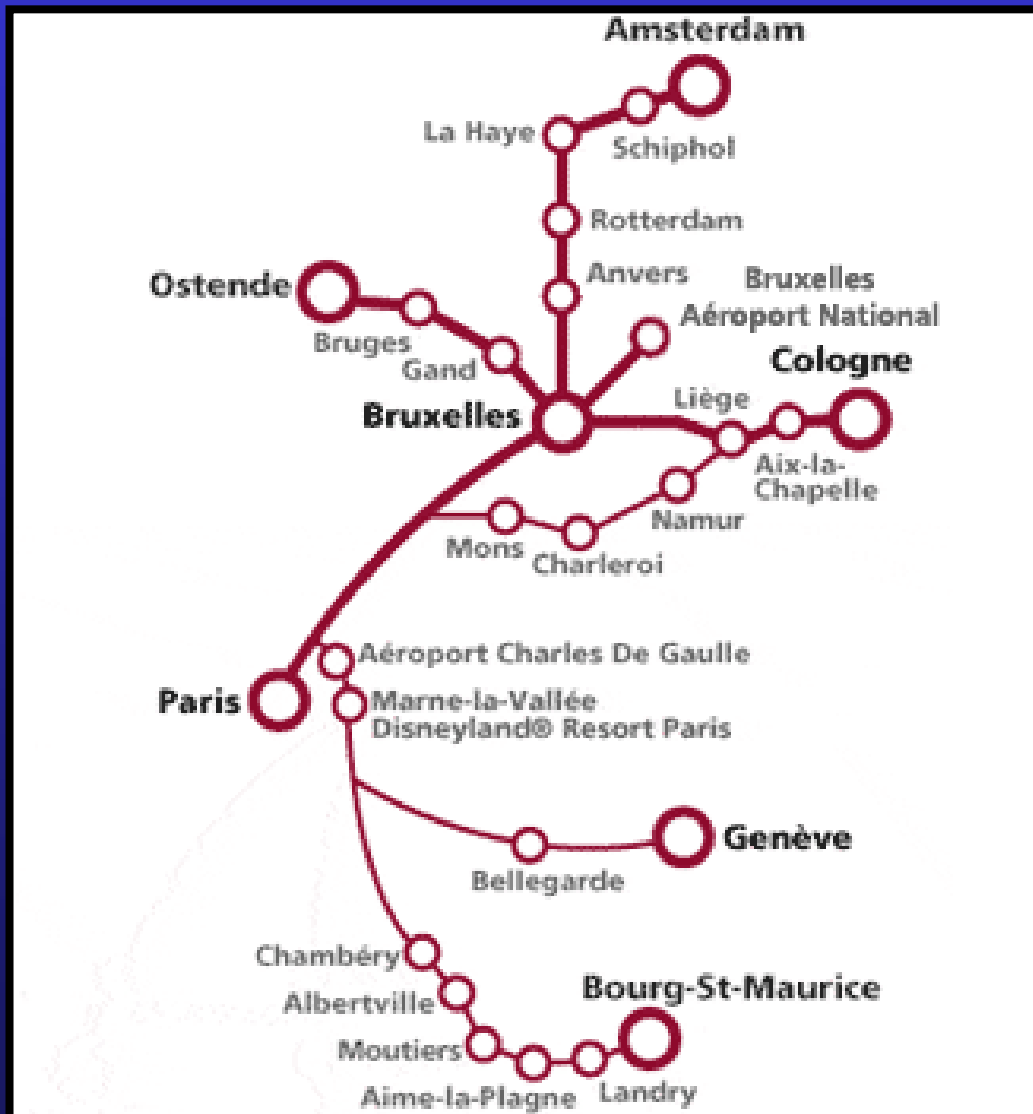 Amsterdam
La Haye
Schiphol
Rotterdam
Anvers
Bruxelles
Aéroport National
Ostende
Bruges
Gand
Cologne
Liège
Bruxelles
Aix-la-
Chapelle
Namur
Mons
Charleroi
Aéroport Charles De Gaulle
Paris
Marne-la-Vallée
Disneyland® Resort Paris
Genève
Bellegarde
Chambéry
Bourg-St-Maurice
Albertville
Moutiers
Aime-la-Plagne
Landry